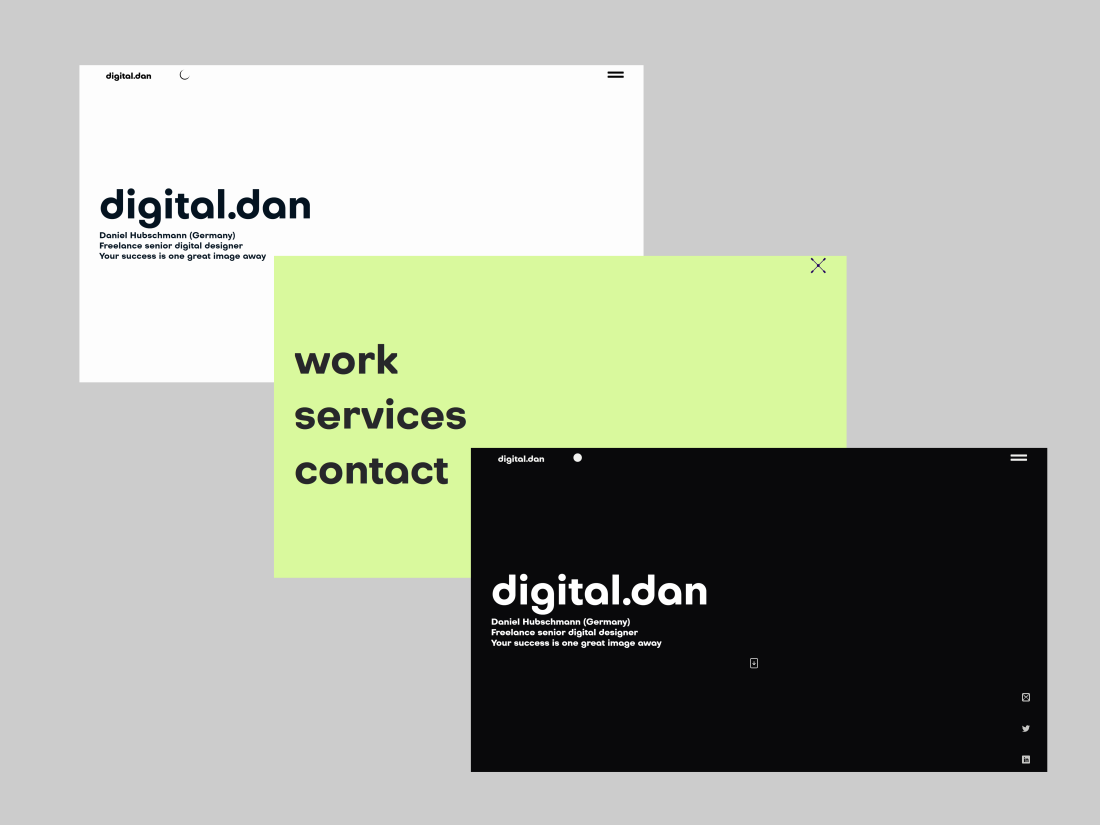 digital.dan
digital.dan
Daniel Hubschmann (Germany)
Freelance senior digital designer
Your success is one great image away
work
services
contact
digital.dan
digital.dan
Daniel Hubschmann (Germany)
Freelance senior digital designer
Your success is one great image away